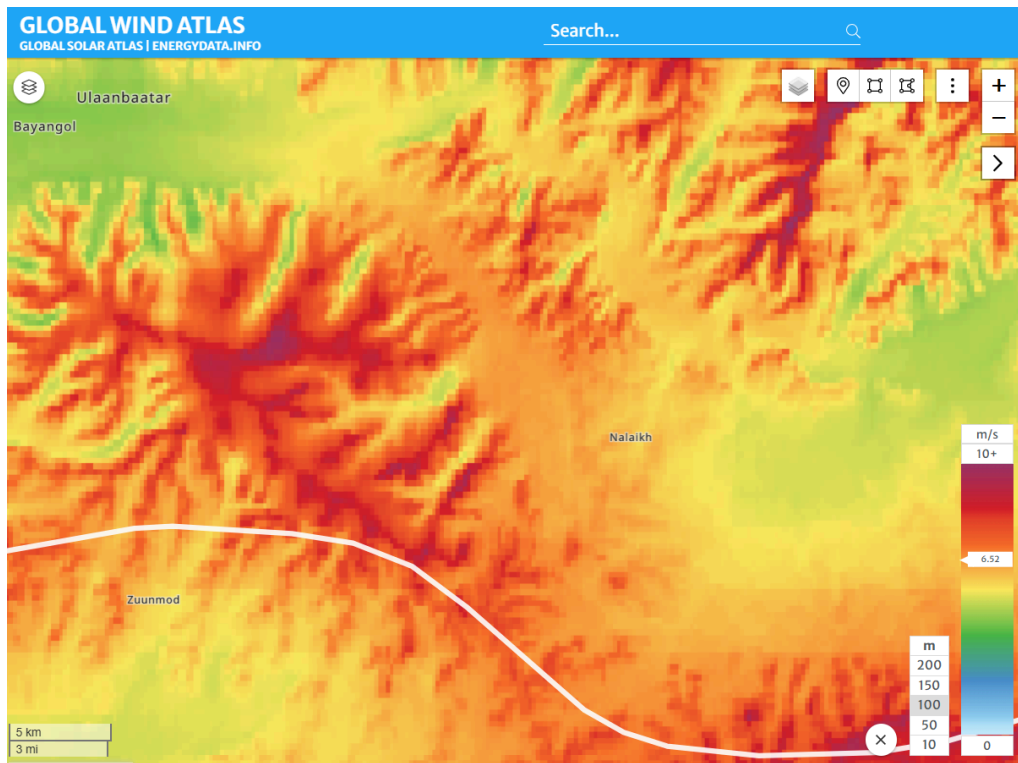 GLOBAL WIND ATLAS
GLOBAL SOLAR ATLAS | ENERGYDATA.INFO
Search...
Ulaanbaatar
Bayangol
Nalaikh
Zuunmod
m/s
10+
6.52
0
m
200
150
100
50
10
5 km
3 mi